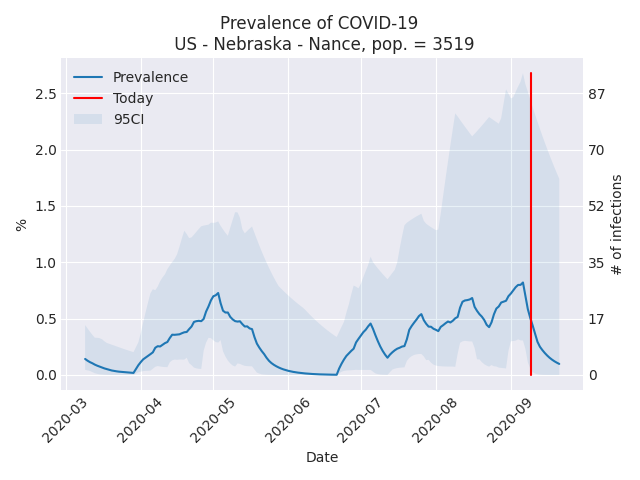 Prevalence of COVID-19
US - Nebraska - Nance, pop. = 3519
Prevalence
Today
95CI
%
2.5
2.0
1.5
1.0
0.5
0.0
87
70
52
35
17
0
# of infections
2020-03
2020-04
2020-05
2020-06
2020-07
2020-08
2020-09
Date